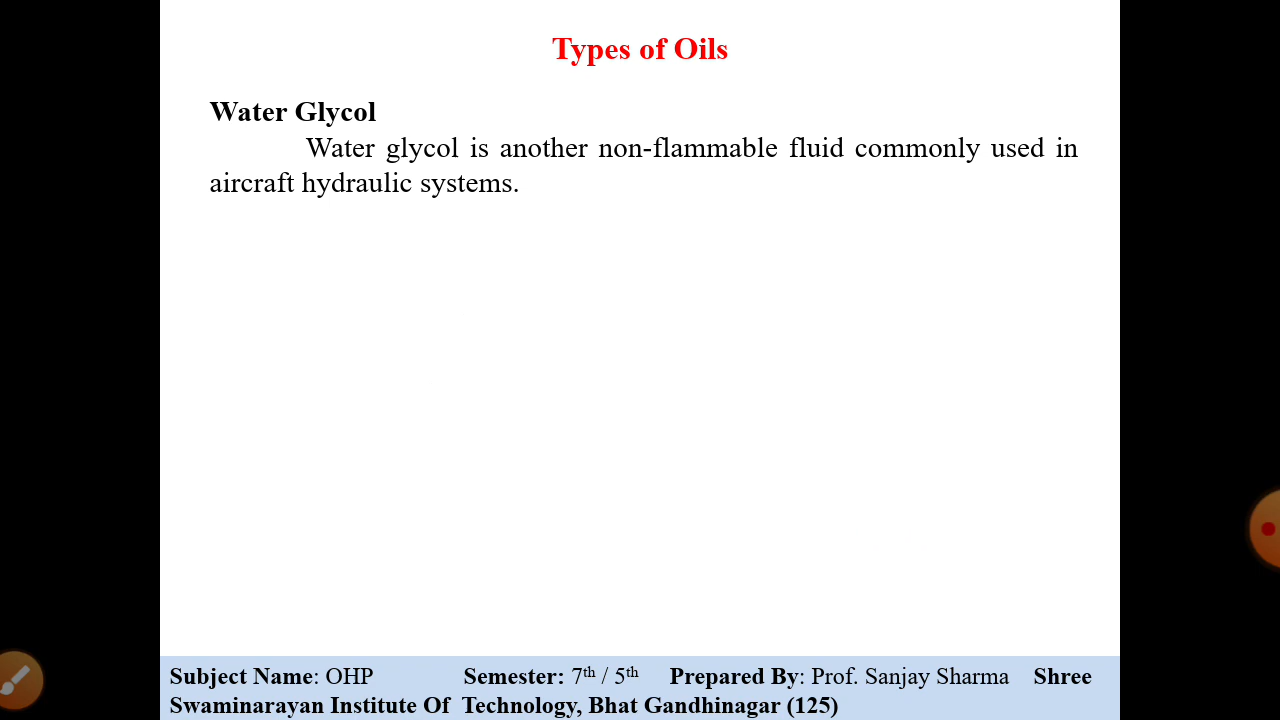 Types of Oils
Water Glycol
Water glycol is another non-flammable fluid commonly used in
aircraft hydraulic systems.
Subject Name: OHP Semester: 7th / 5th Prepared By: Prof. Sanjay Sharma Shree
Swaminarayan Institute Of Technology, Bhat Gandhinagar (125)